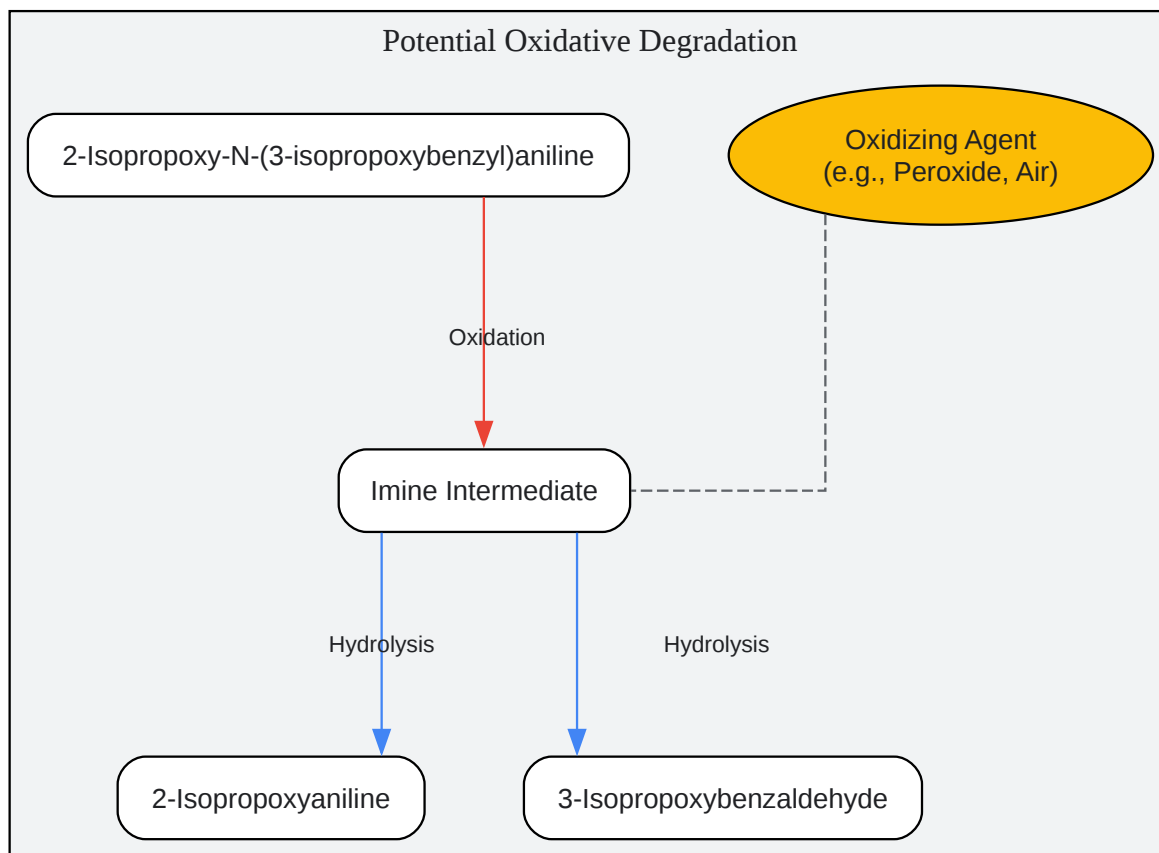 Potential Oxidative Degradation
2-Isopropoxy-N-(3-isopropoxybenzyl)aniline
Oxidizing Agent
(e.g., Peroxide, Air)
Oxidation
Imine Intermediate
Hydrolysis
Hydrolysis
2-Isopropoxyaniline
3-Isopropoxybenzaldehyde